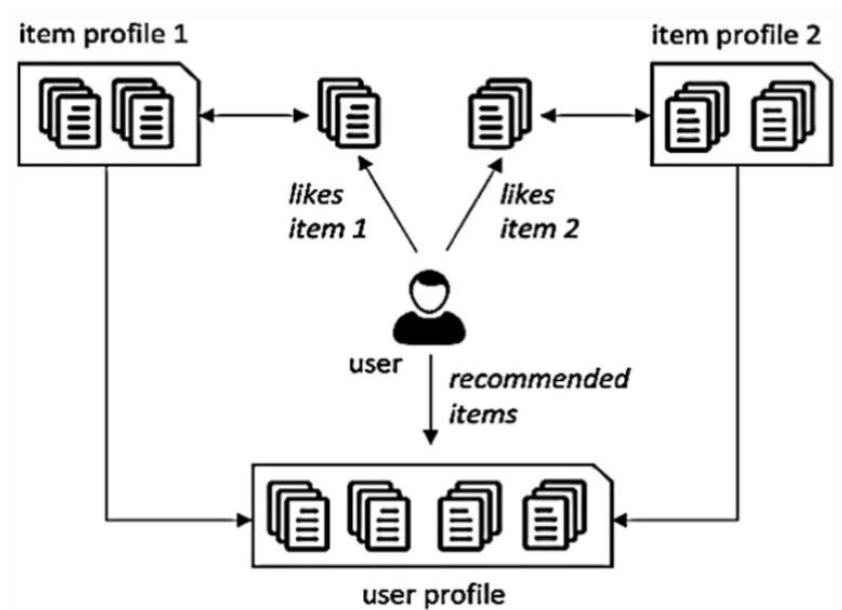 item profile 1
item profile 2
likes
item 1
likes
item 2
user
recommended
items
user profile